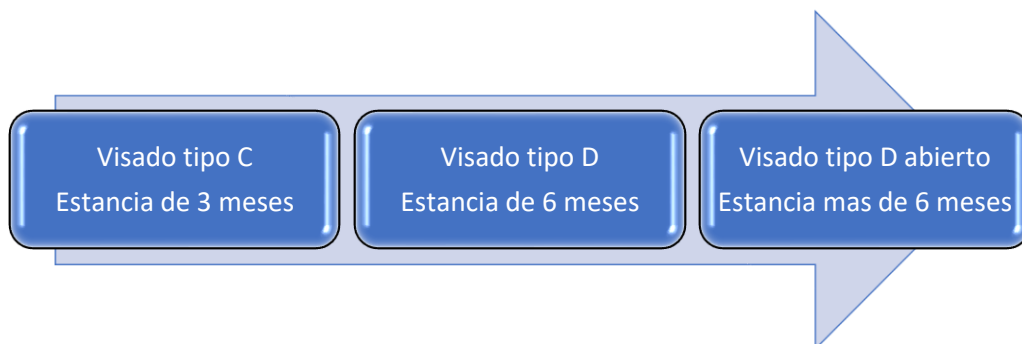 Visado tipo C
Estancia de 3 meses
Visado tipo D
Estancia de 6 meses
Visado tipo D abierto
Estancia mas de 6 meses